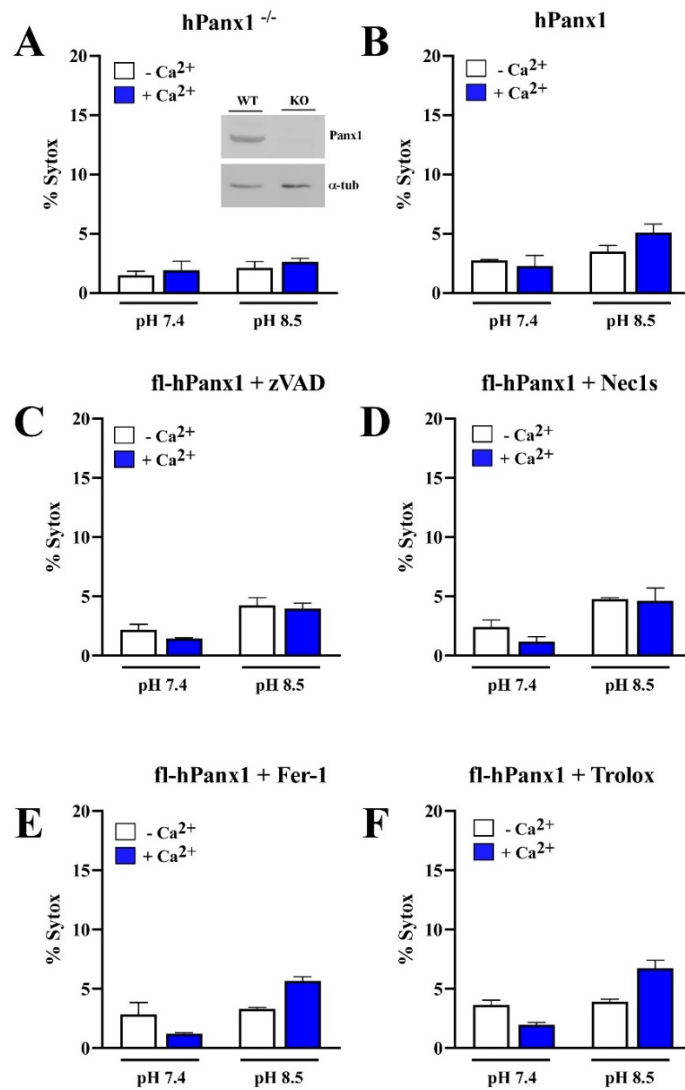 A
hPanx1 -/-
% Sytox
20
15
10
5
0
- Ca2+
+ Ca2+
WT KO
Panx1
α-tub
pH 7.4 pH 8.5
B
hPanx1
% Sytox
20
15
10
5
0
- Ca2+
+ Ca2+
pH 7.4 pH 8.5
C
fl-hPanx1 + zVAD
% Sytox
20
15
10
5
0
- Ca2+
+ Ca2+
pH 7.4 pH 8.5
D
fl-hPanx1 + Nec1s
% Sytox
20
15
10
5
0
- Ca2+
+ Ca2+
pH 7.4 pH 8.5
E
fl-hPanx1 + Fer-1
% Sytox
20
15
10
5
0
- Ca2+
+ Ca2+
pH 7.4 pH 8.5
F
fl-hPanx1 + Trolox
% Sytox
20
15
10
5
0
- Ca2+
+ Ca2+
pH 7.4 pH 8.5